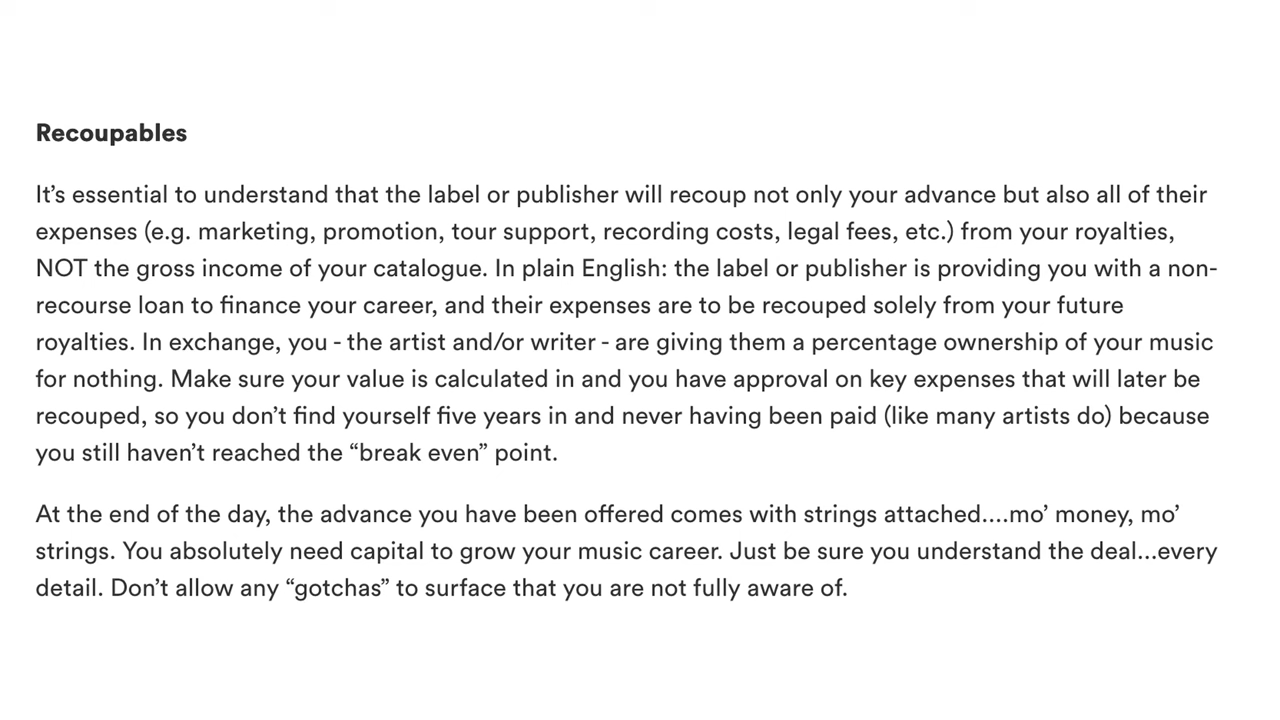 Recoupables
It’s essential to understand that the label or publisher will recoup not only your advance but also all of their
expenses (e.g. marketing, promotion, tour support, recording costs, legal fees, etc.) from your royalties,
NOT the gross income of your catalogue. In plain English: the label or publisher is providing you with a non-
recourse loan to finance your career, and their expenses are to be recouped solely from your future
royalties. In exchange, you - the artist and/or writer - are giving them a percentage ownership of your music
for nothing. Make sure your value is calculated in and you have approval on key expenses that will later be
recouped, so you don’t find yourself five years in and never having been paid (like many artists do) because
you still haven’t reached the “break even” point.
At the end of the day, the advance you have been offered comes with strings attached....mo’ money, mo’
strings. You absolutely need capital to grow your music career. Just be sure you understand the deal...every
detail. Don’t allow any “gotchas” to surface that you are not fully aware of.